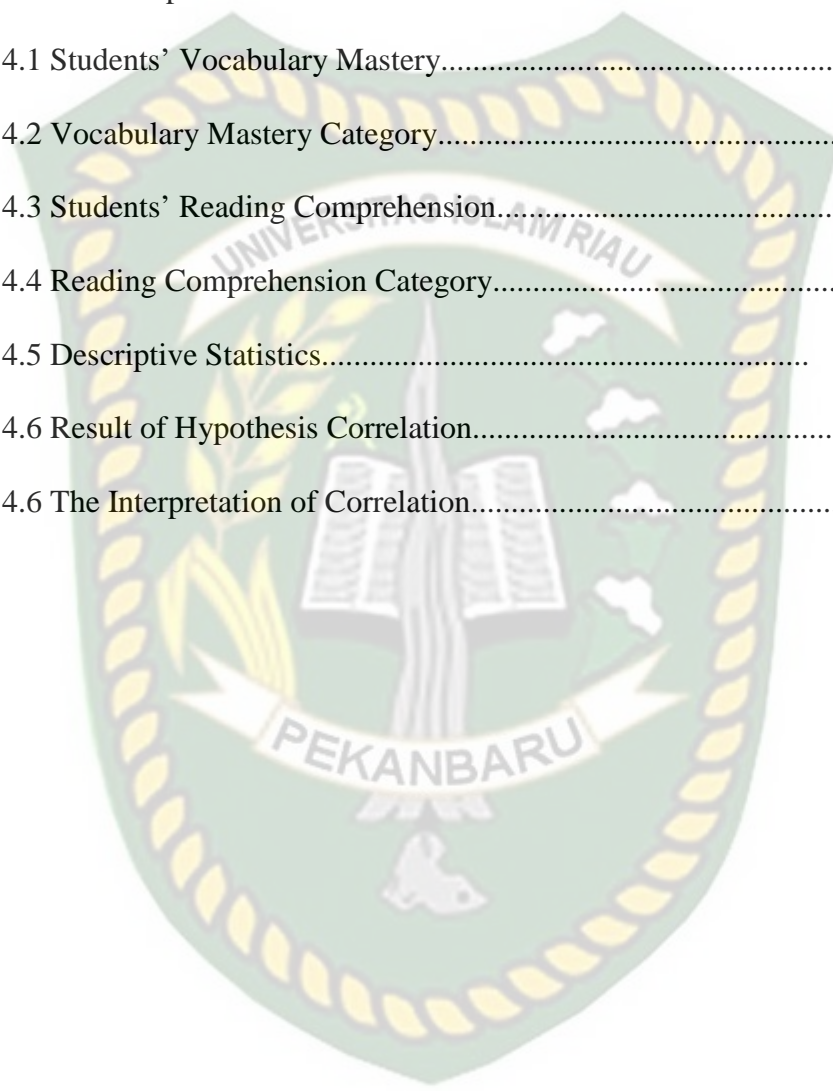 4.1 Students’ Vocabulary Mastery.................................................
4.2 Vocabulary Mastery Category..................................................
4.3 Students’ Reading Comprehension..........................................
4.4 Reading Comprehension Category...........................................
4.5 Descriptive Statistics.............................................................
4.6 Result of Hypothesis Correlation.............................................
4.6 The Interpretation of Correlation.............................................
UNIVERSITAS ISLAM RIAU
PEKANBARU